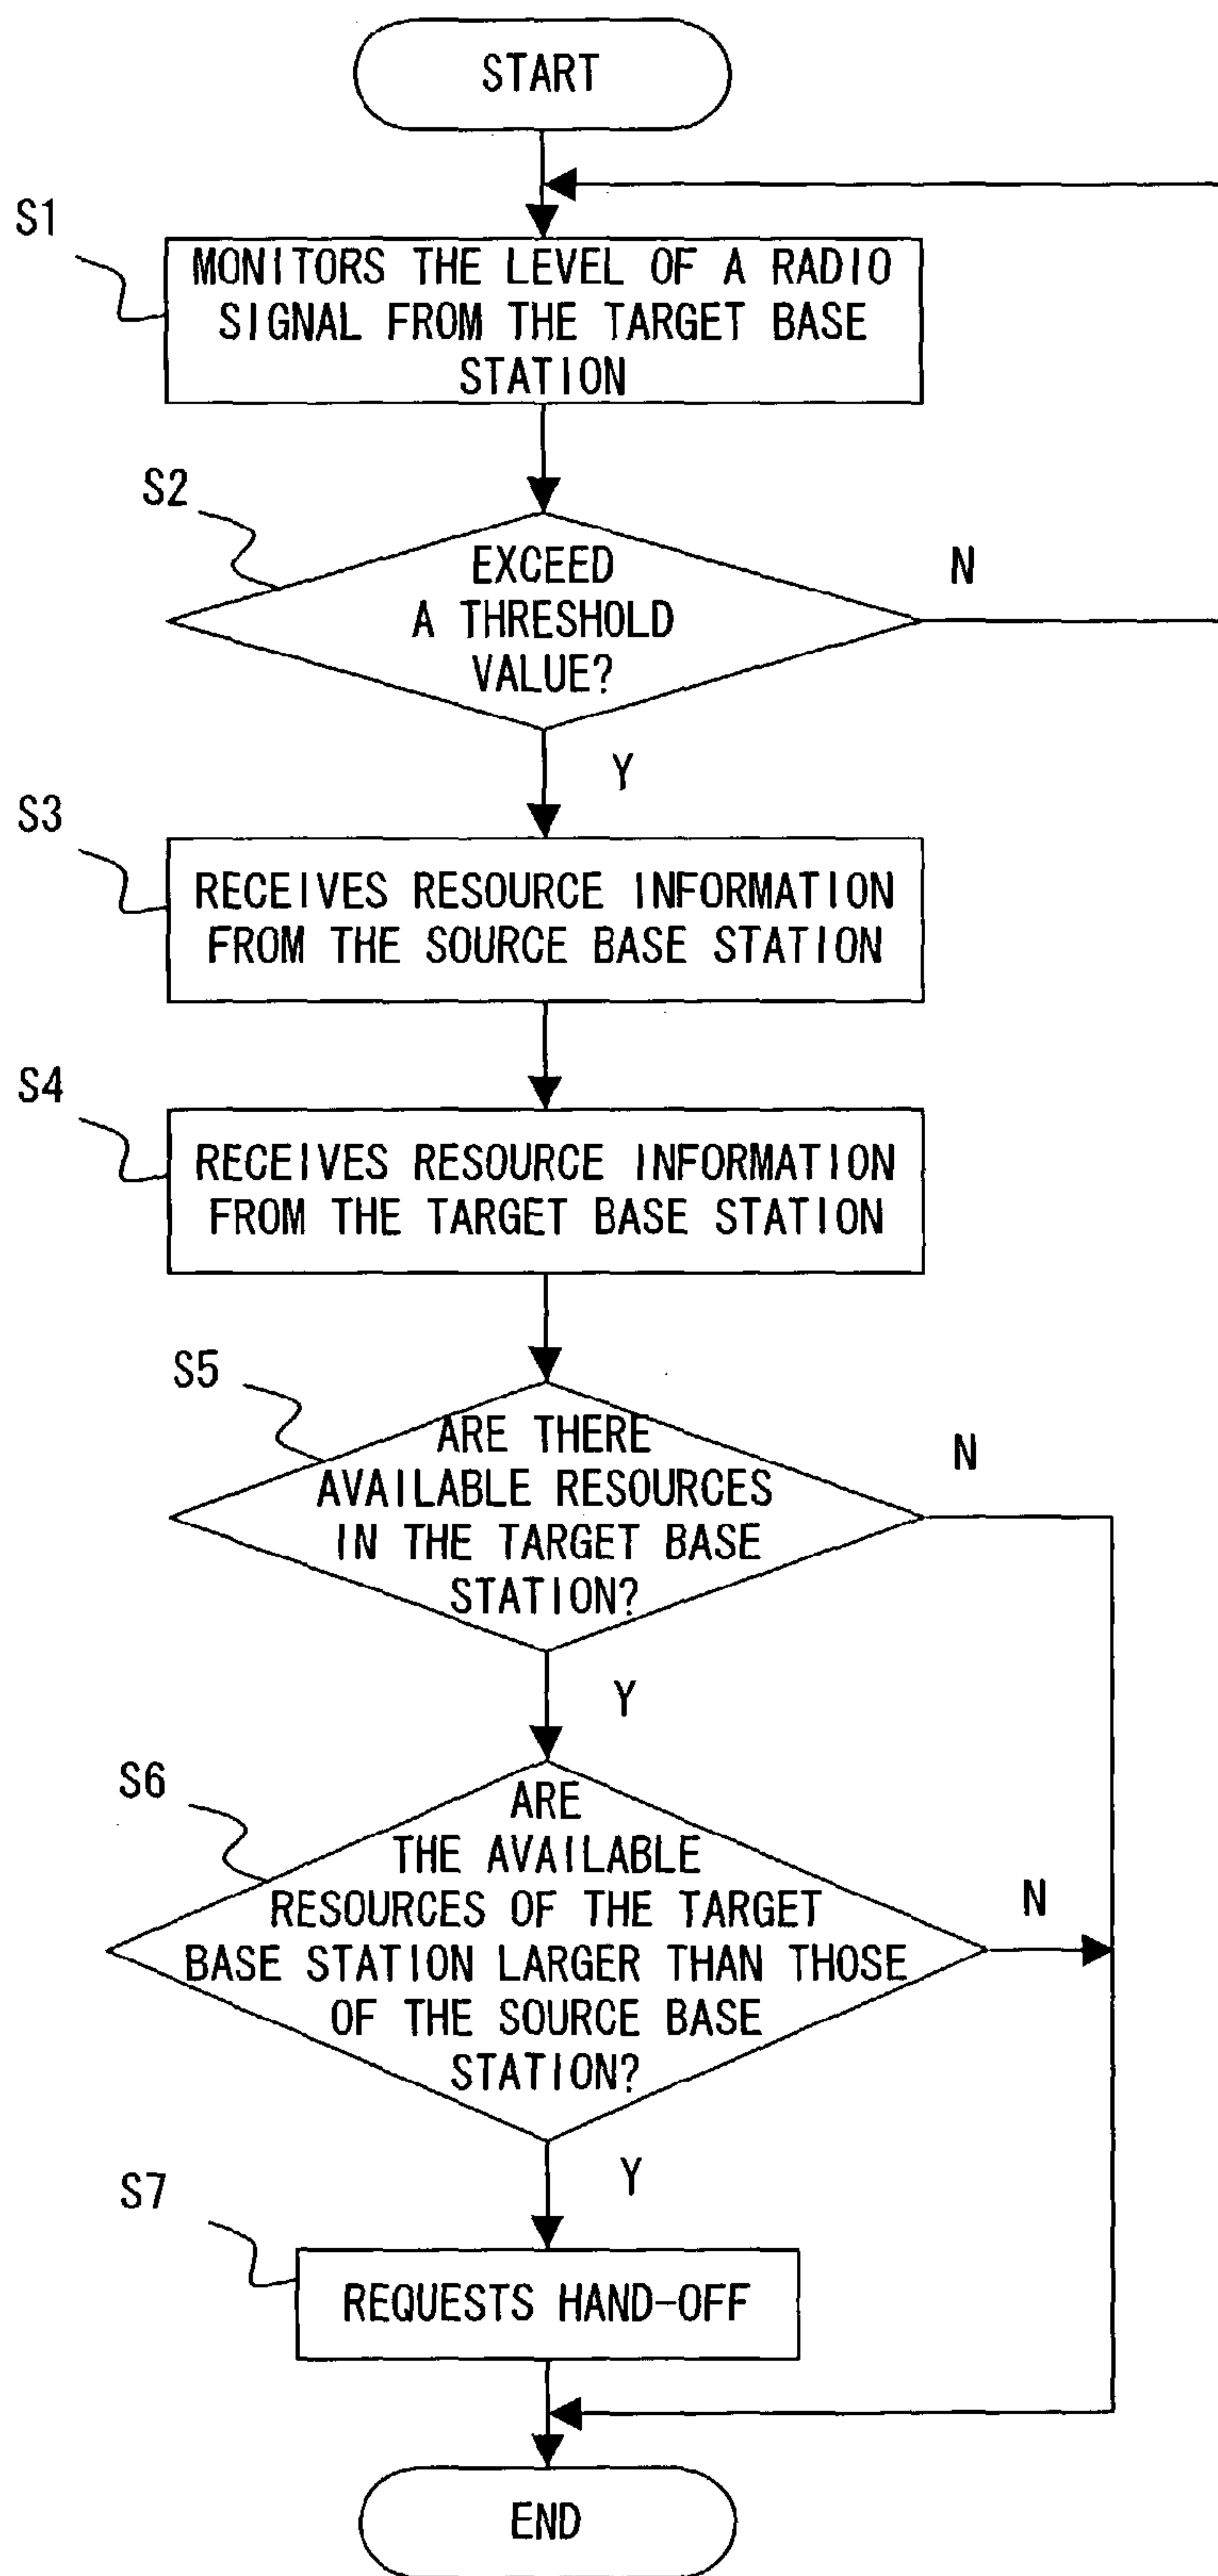 START
S1
MONITORS THE LEVEL OF A RADIO
SIGNAL FROM THE TARGET BASE
STATION
S2
EXCEED
A THRESHOLD
VALUE?
N
Y
S3
RECEIVES RESOURCE INFORMATION
FROM THE SOURCE BASE STATION
S4
RECEIVES RESOURCE INFORMATION
FROM THE TARGET BASE STATION
S5
ARE THERE
AVAILABLE RESOURCES
IN THE TARGET BASE
STATION?
N
Y
S6
ARE
THE AVAILABLE
RESOURCES OF THE TARGET
BASE STATION LARGER THAN THOSE
OF THE SOURCE BASE
STATION?
N
Y
S7
REQUESTS HAND-OFF
END